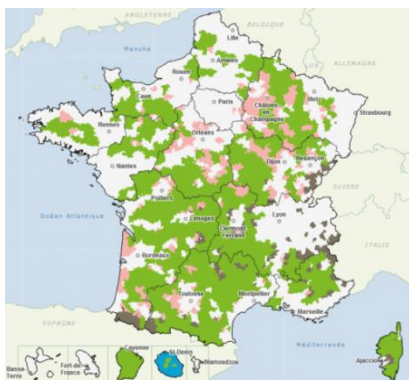 ANGLETERRE
BELGIQUE
Manche
Lille
Amiens
Rouen
ALLEMAND
Caen
Paris
Châlons
en
Champagne
Metz
Strasbourg
Rennes
Orléans
Nantes
Dijon
Besançon
SUISSE
Poitiers
Océan Atlantique
Limoges
Clermont
Ferrand
Lyon
ITALIE
Bordeaux
Toulouse
Montpellier
Marseille
ESPAGNE
Méditerranée
Ajaccio
Basse
Terre
Fort de
France
Cayenne
St-Denis
Mamoudzou